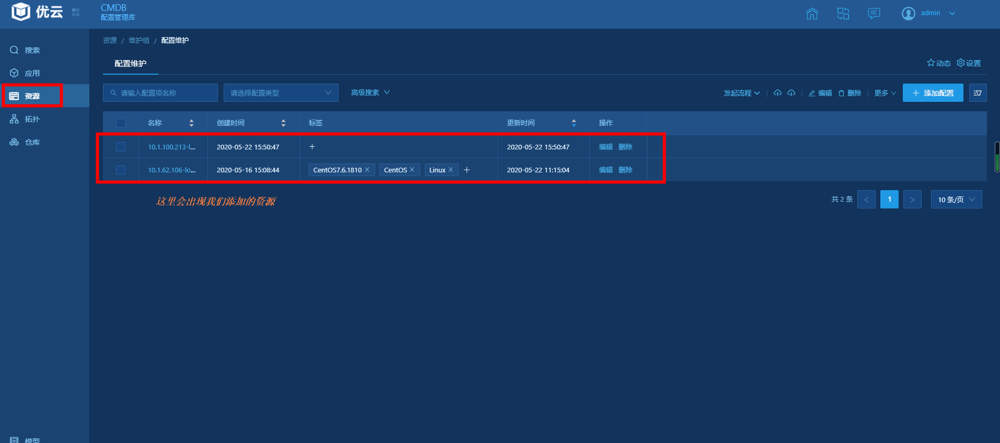 优云
CMDB
配置管理库
admin
搜索
应用
资源
拓扑
仓库
模型
资源 / 维护组 / 配置维护
配置维护
动态 设置
请输入配置项名称 请选择配置类型 高级搜索 发起流程 编辑 删除 更多 添加配置
名称 创建时间 标签 更新时间 操作
10.1.100.213-l... 2020-05-22 15:50:47 + 2020-05-22 15:50:47 编辑 删除
10.1.62.106-lo... 2020-05-16 15:08:44 CentOS7.6.1810 X CentOS X Linux X + 2020-05-22 11:15:04 编辑 删除
这里会出现我们添加的资源
共 2 条 < 1 > 10 条/页